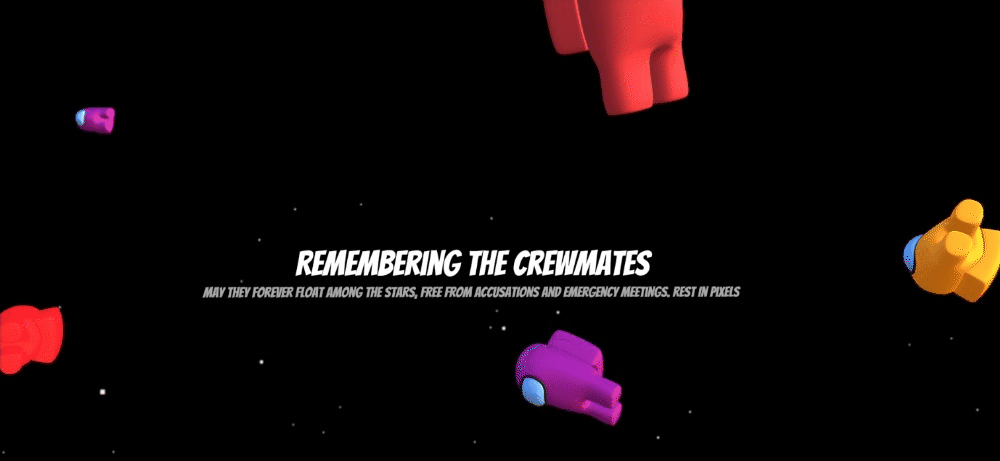 REMEMBERING THE CREWMATES
MAY THEY FOREVER FLOAT AMONG THE STARS, FREE FROM ACCUSATIONS AND EMERGENCY MEETINGS. REST IN PIXELS